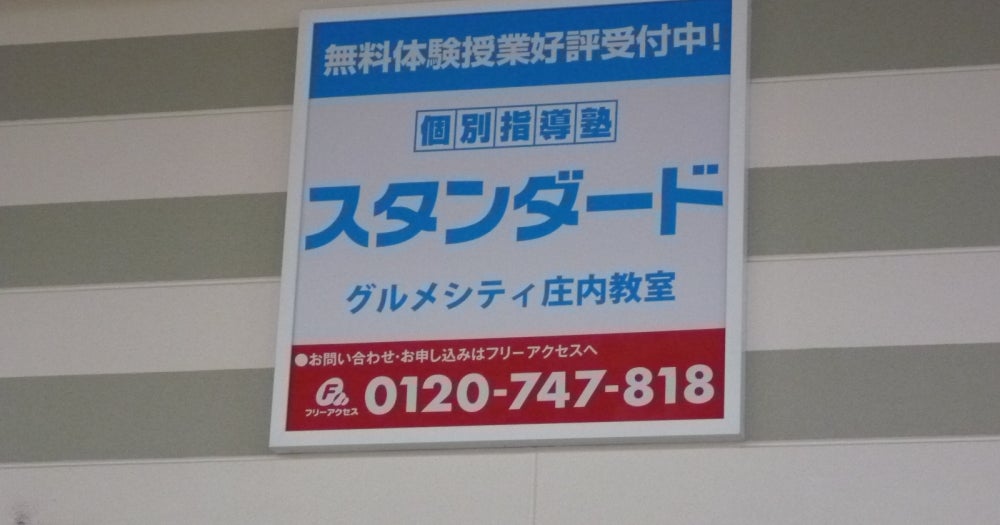 無料体験授業好評受付中!
個別指導塾
スタンダード
グルメシティ庄内教室
●お問い合わせ・お申し込みはフリーアクセスへ
フリーアクセス 0120-747-818